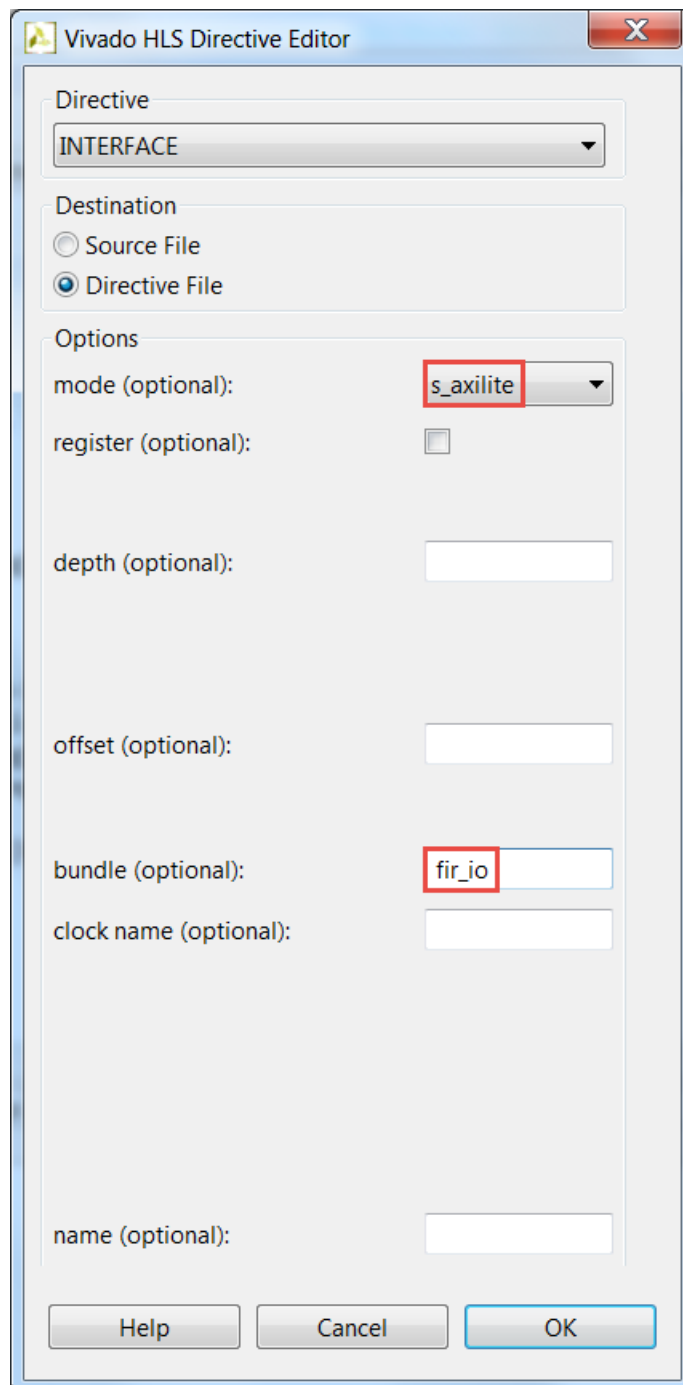 Vivado HLS Directive Editor
Directive
INTERFACE
Destination
Source File
Directive File
Options
mode (optional): s_axilite
register (optional):
depth (optional):
offset (optional):
bundle (optional): fir_io
clock name (optional):
name (optional):
Help Cancel OK